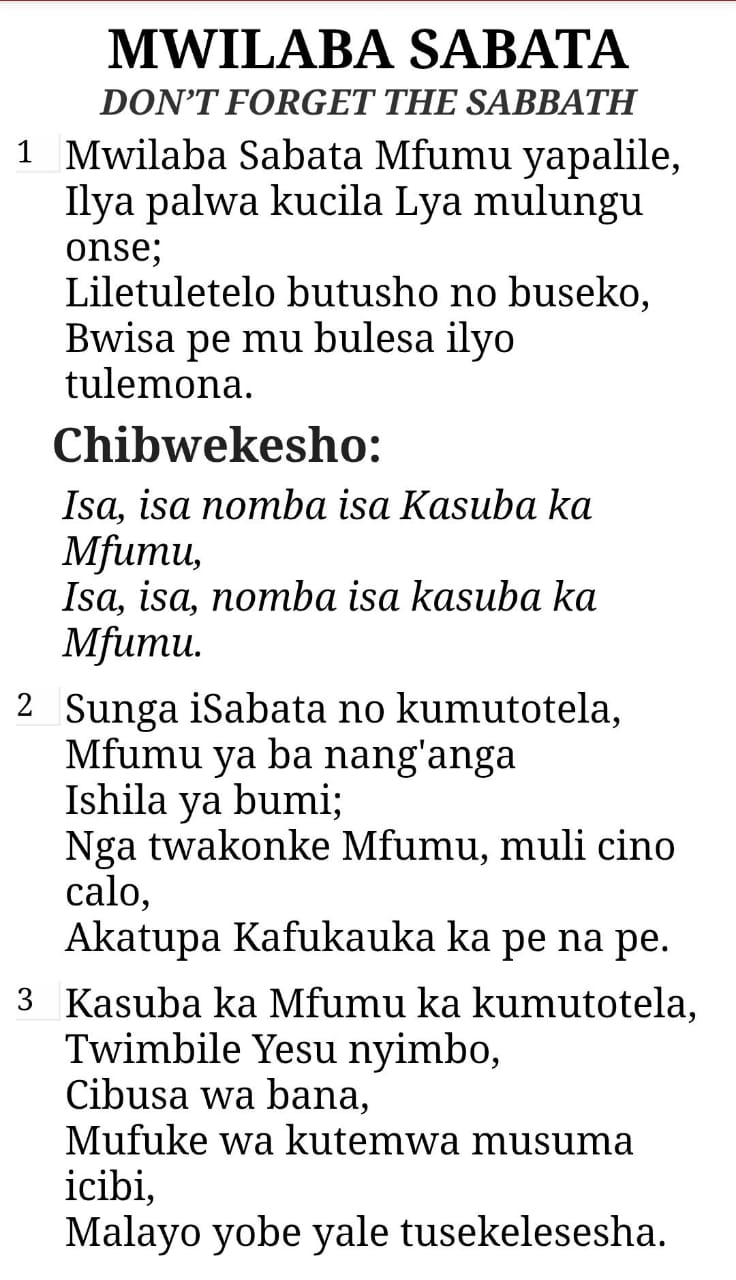 MWILABA SABATA
DON'T FORGET THE SABBATH
1 Mwilaba Sabata Mfumu yapalile,
Ilya palwa kucila Lya mulungu
onse;
Liletuletelo butusho no buseko,
Bwisa pe mu bulesa ilyo
tulemona.
Chibwekesho:
Isa, isa nomba isa Kasuba ka
Mfumu,
Isa, isa, nomba isa kasuba ka
Mfumu.
2 Sunga iSabata no kumutotela,
Mfumu ya ba nang'anga
Ishila ya bumi;
Nga twakonke Mfumu, muli cino
calo,
Akatupa Kafukauka ka pe na pe.
3 Kasuba ka Mfumu ka kumutotela,
Twimbile Yesu nyimbo,
Cibusa wa bana,
Mufuke wa kutemwa musuma
icibi,
Malayo yobe yale tusekelesesha.